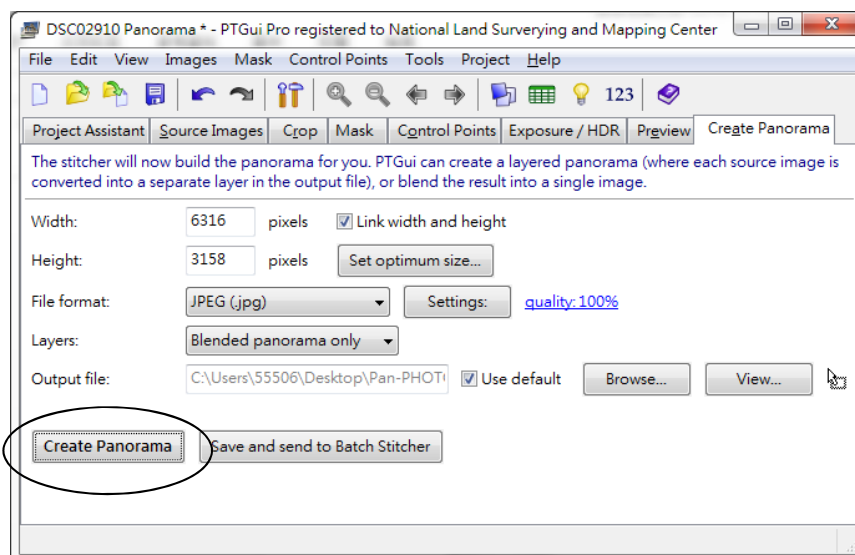 DSC02910 Panorama * - PTGui Pro registered to National Land Surverying and Mapping Center
File Edit View Images Mask Control Points Tools Project Help
123
Project Assistant Source Images Crop Mask Control Points Exposure / HDR Preview Create Panorama
The stitcher will now build the panorama for you. PTGui can create a layered panorama (where each source image is
converted into a separate layer in the output file), or blend the result into a single image.
Width: 6316 pixels Link width and height
Height: 3158 pixels Set optimum size...
File format: JPEG (.jpg) Settings: quality: 100%
Layers: Blended panorama only
Output file: C:\Users\55506\Desktop\Pan-PHOT Use default Browse... View...
Create Panorama Save and send to Batch Stitcher